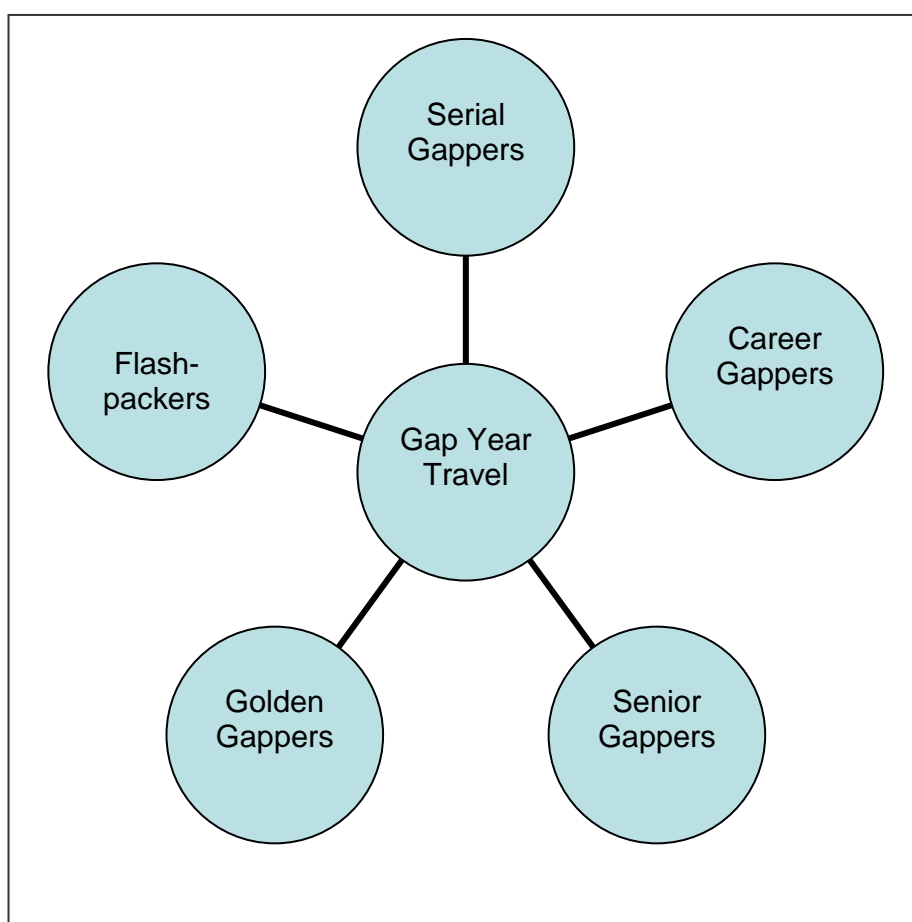 Serial
Gappers
Flash-
packers
Career
Gappers
Gap Year
Travel
Golden
Gappers
Senior
Gappers